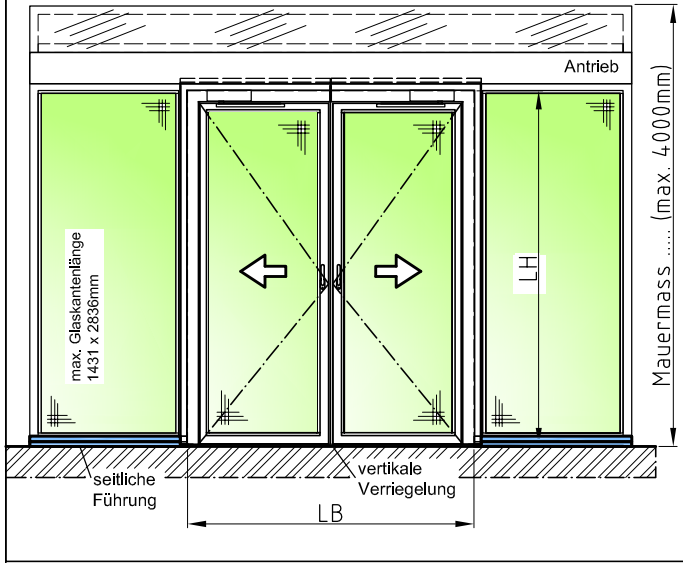 Antrieb
max. Glaskantenlänge
1431 x 2836mm
LH
Mauermass ..... (max. 4000mm)
seitliche
Führung
vertikale
Verriegelung
LB